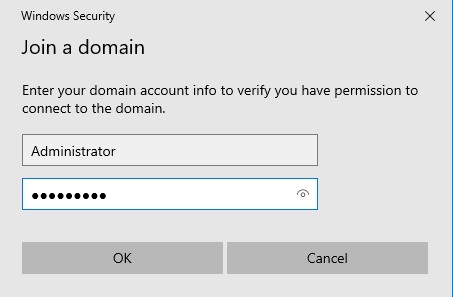 Windows Security
Join a domain
Enter your domain account info to verify you have permission to
connect to the domain.
Administrator
●●●●●●●●●
OK
Cancel